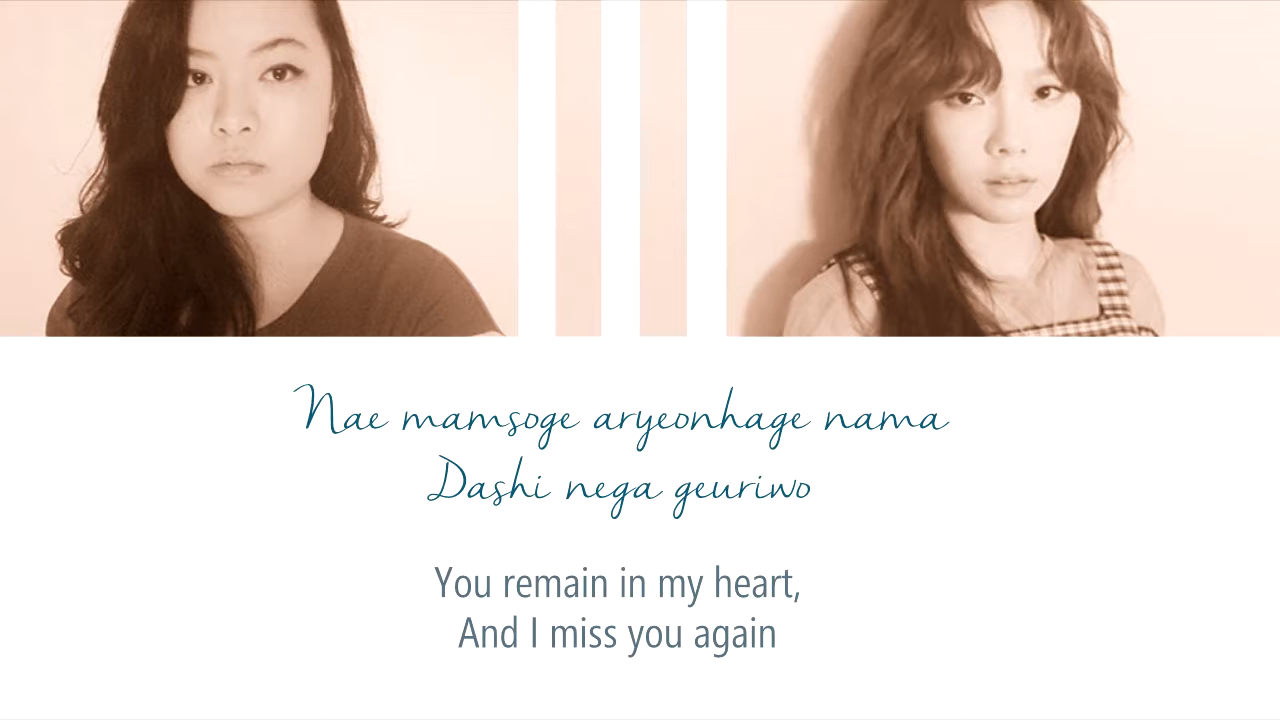 Nae mamsoge aryeonhage nama
Dashi nega geuriwo
You remain in my heart,
And I miss you again